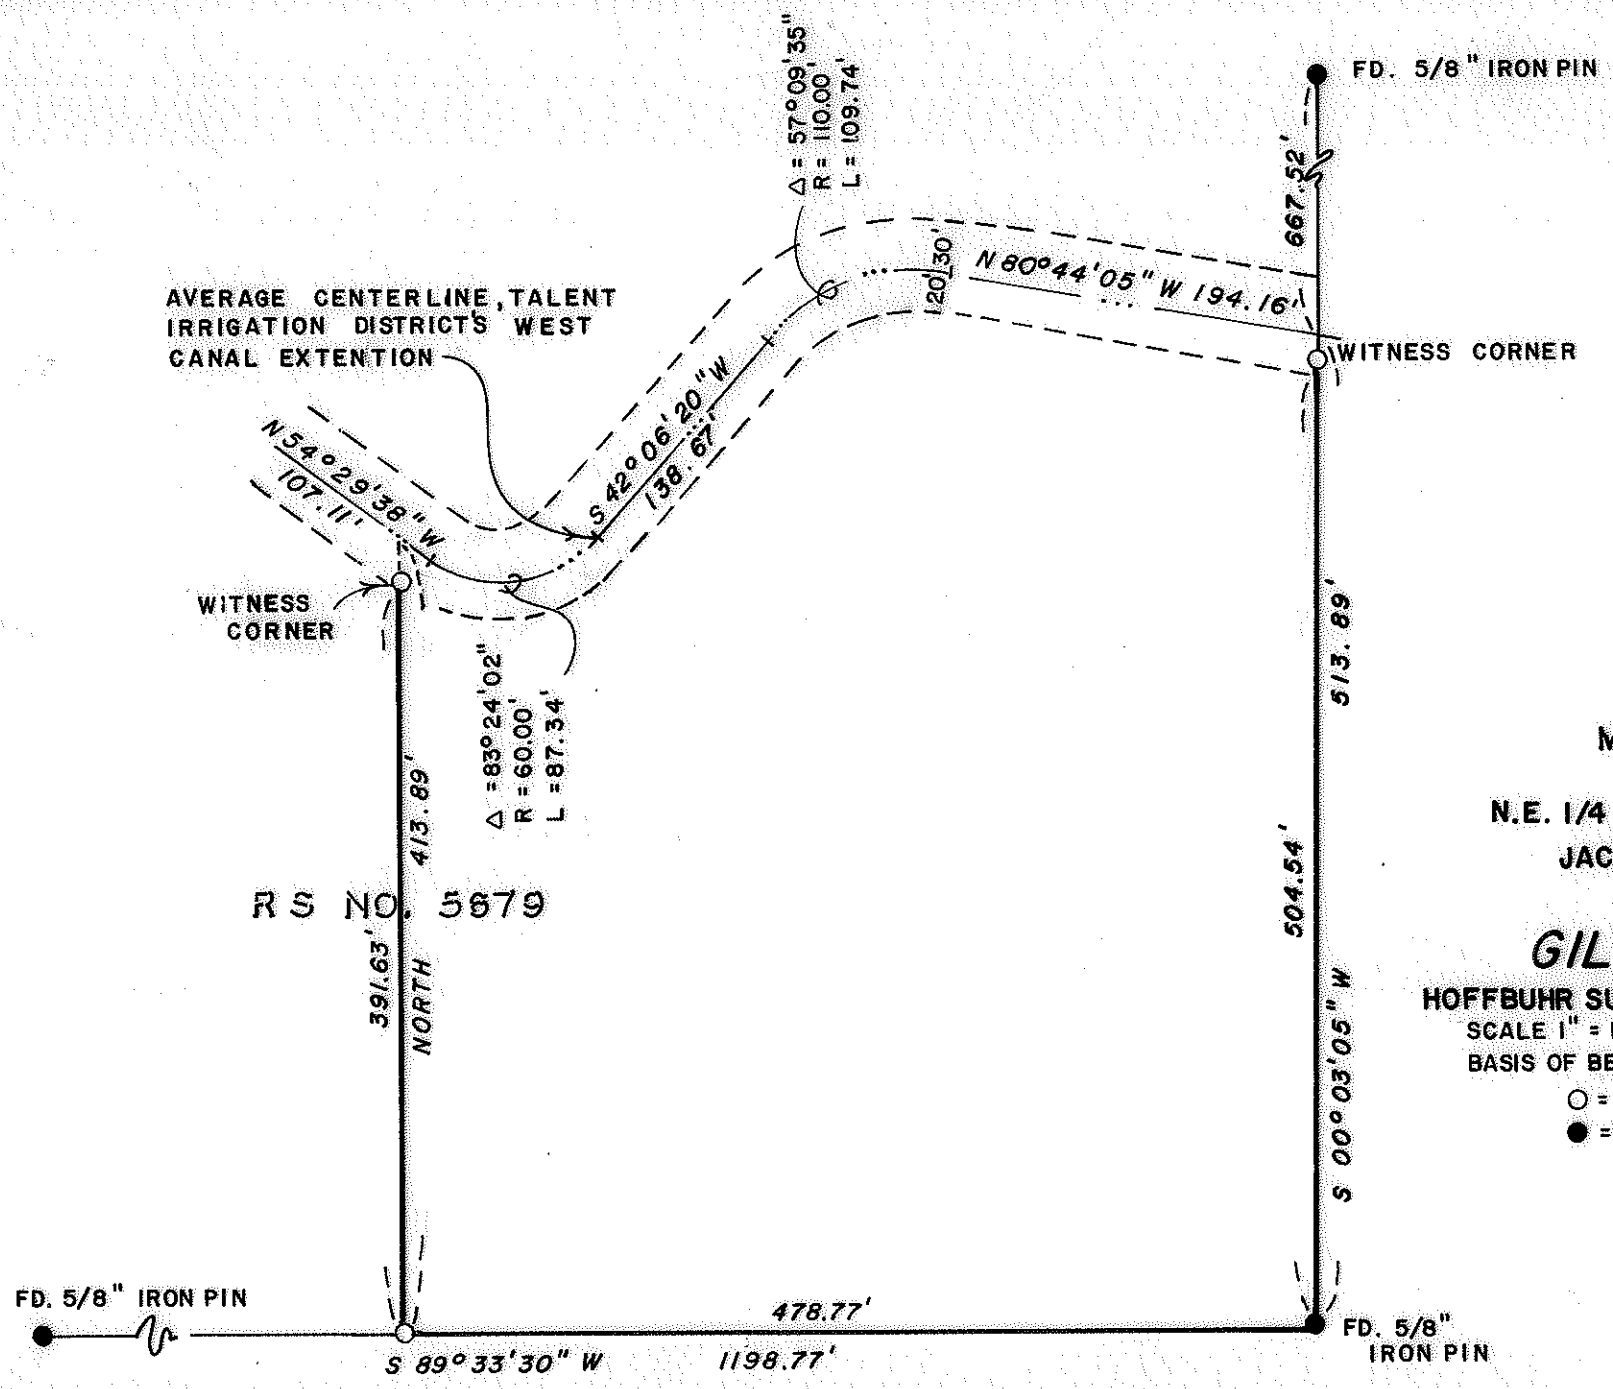 Δ = 57°09'35"
R = 110.00'
L = 109.74'
FD. 5/8" IRON PIN
667.52'
AVERAGE CENTERLINE, TALENT
IRRIGATION DISTRICT'S WEST
CANAL EXTENTION
20' 30'
N 80°44'05" W 194.16'
WITNESS CORNER
S 42°06'20" W
138.67'
N 54°29'38" W
107.11'
WITNESS
CORNER
Δ = 83°24'02"
R = 60.00'
L = 87.34'
513.89'
413.89'
504.54'
N.E. 1/4
JAC
RS NO. 5679
391.63'
NORTH
GIL
HOFFBUHR SU
SCALE 1" =
BASIS OF BE
S 00°03'05" W
○ =
● =
FD. 5/8" IRON PIN
478.77'
S 89°33'30" W
1198.77'
FD. 5/8"
IRON PIN